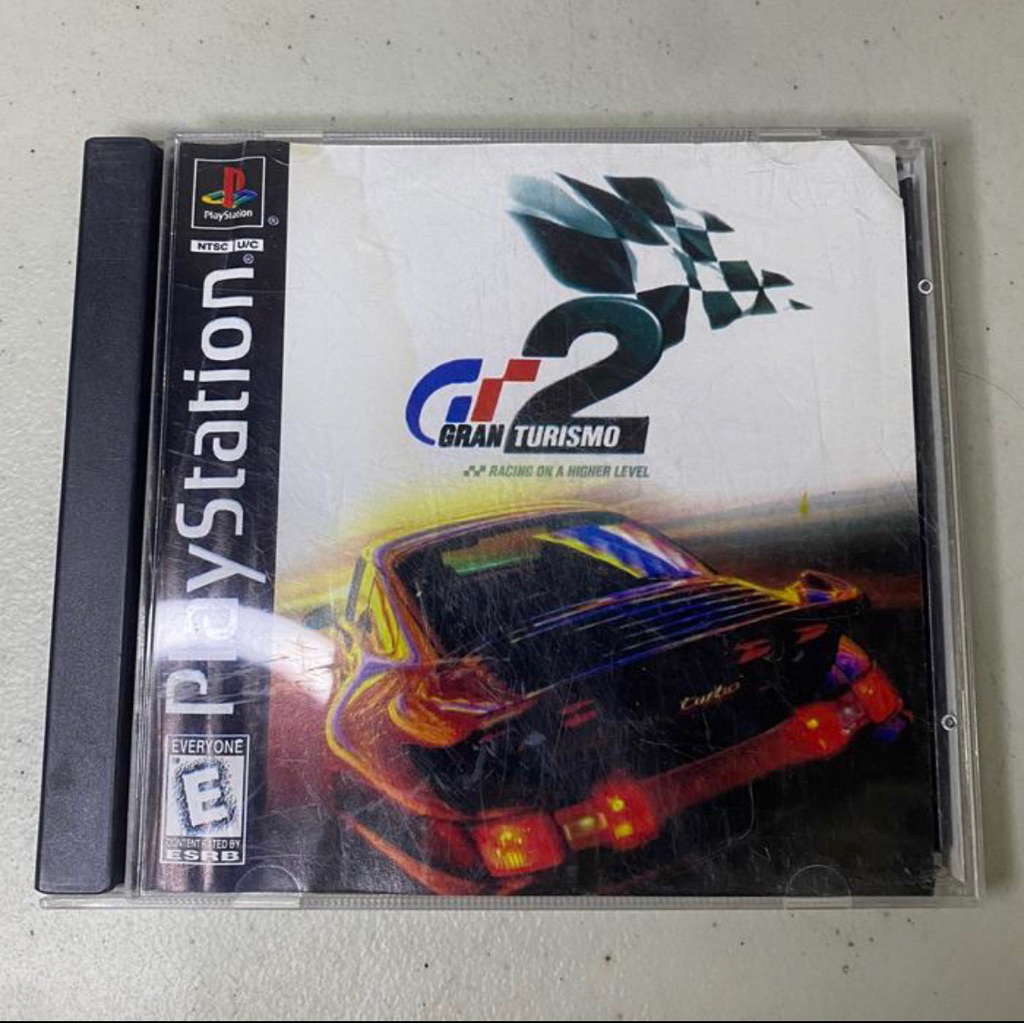 PlayStation
®
NTSC U/C
PlayStation®
2
GT
GRAN TURISMO
RACING ON A HIGHER LEVEL
turbo
EVERYONE
E
CONTENT RATED BY
ESRB